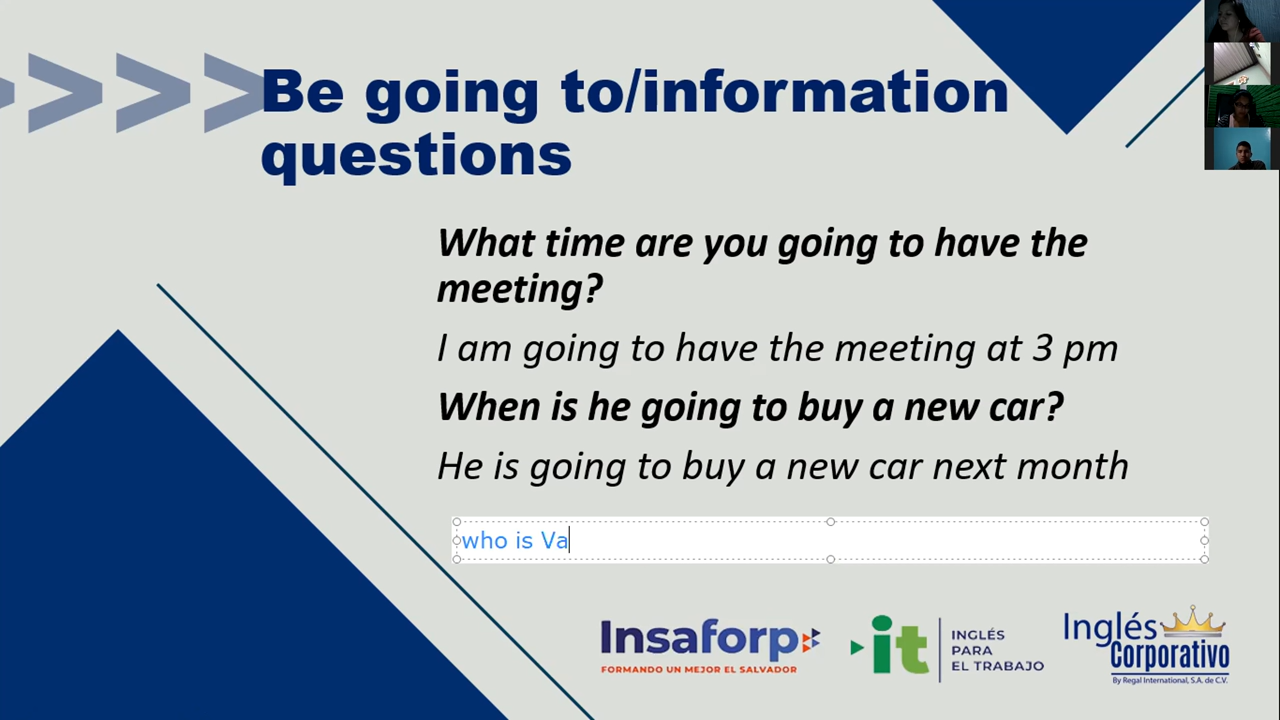 Be going to/information
questions
What time are you going to have the
meeting?
I am going to have the meeting at 3 pm
When is he going to buy a new car?
He is going to buy a new car next month
who is Va
Insaforp
FORMANDO UN MEJOR EL SALVADOR
it
INGLÉS
PARA
EL TRABAJO
Inglés
Corporativo
By Regal International, S.A. de C.V.